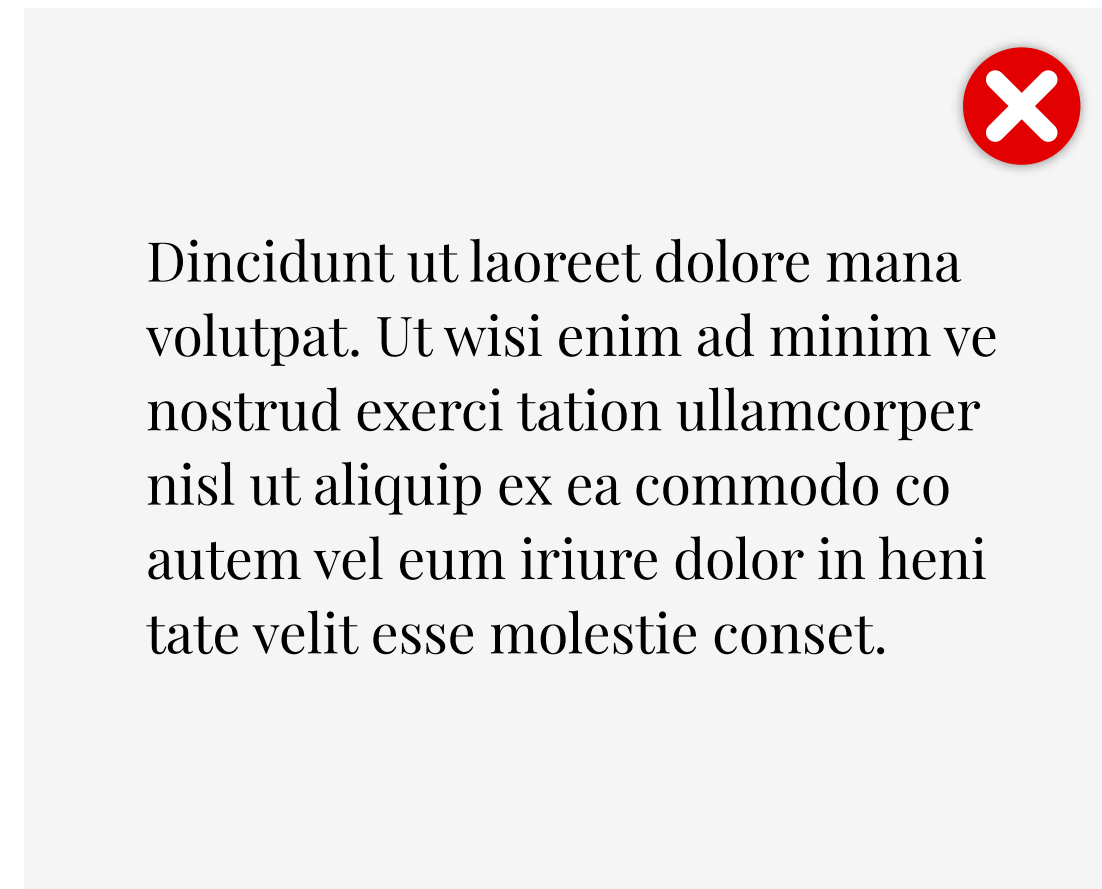 Dincidunt ut laoreet dolore mana
volutpat. Ut wisi enim ad minim ve
nostrud exerci tation ullamcorper
nisl ut aliquip ex ea commodo co
autem vel eum iriure dolor in heni
tate velit esse molestie conset.